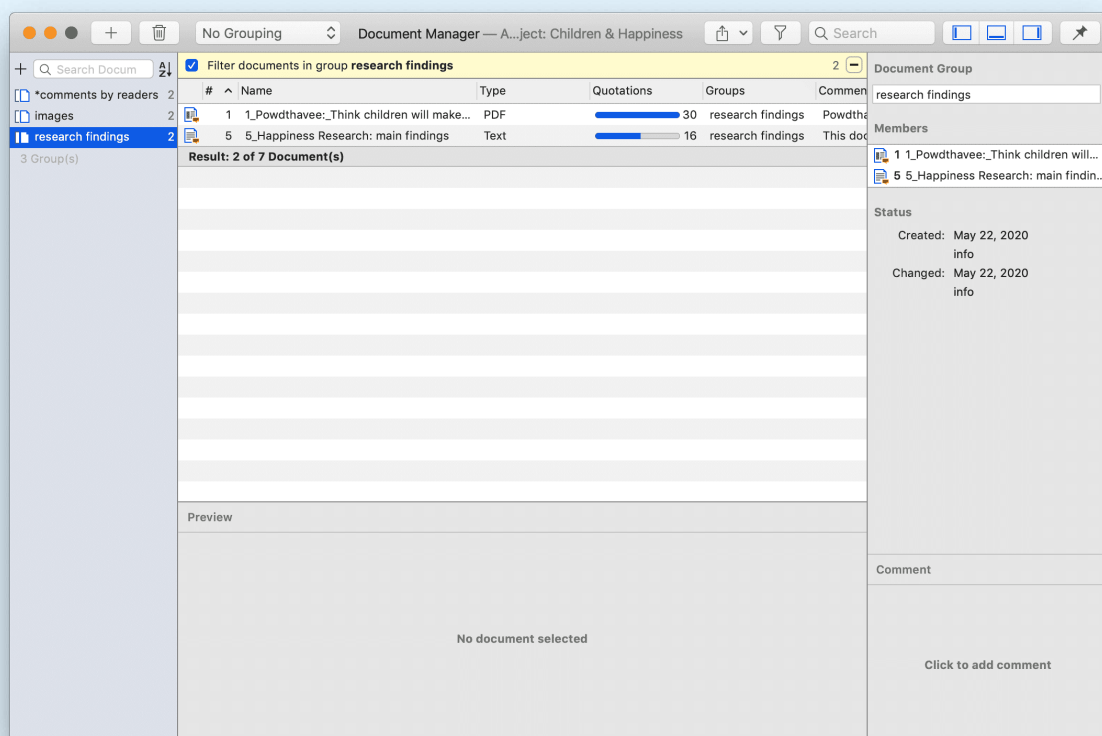 No Grouping
Document Manager — A...ject: Children & Happiness
Search
Search Docum
A
Z
*comments by readers 2
images 2
research findings 2
3 Group(s)
Filter documents in group research findings 2
# Name Type Quotations Groups Commen
1 1_Powdthavee:_Think children will make... PDF 30 research findings Powdtha
5 5_Happiness Research: main findings Text 16 research findings This doc
Result: 2 of 7 Document(s)
Preview
No document selected
Document Group
research findings
Members
1 1_Powdthavee:_Think children will...
5 5_Happiness Research: main findin...
Status
Created: May 22, 2020
info
Changed: May 22, 2020
info
Comment
Click to add comment